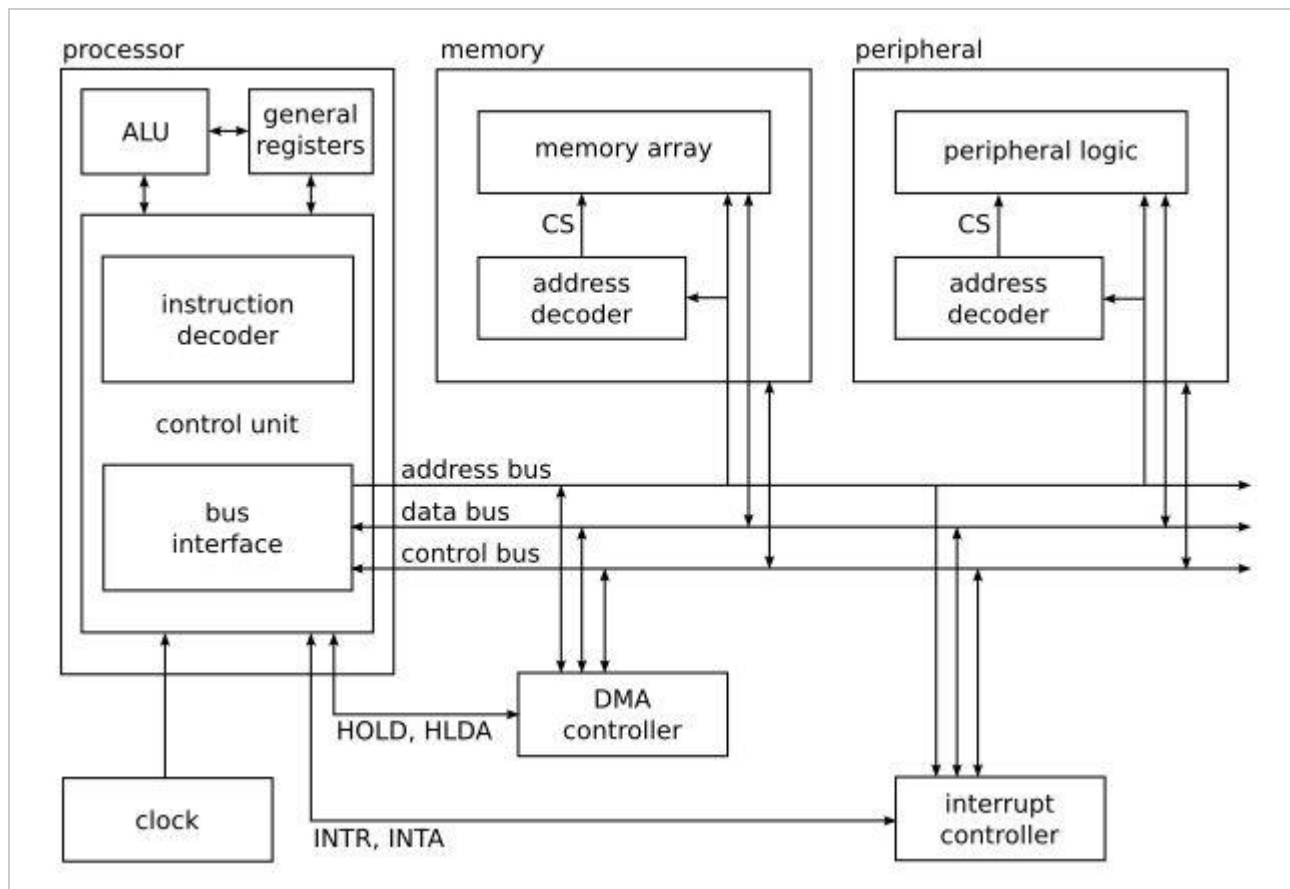 processor
memory
peripheral
ALU
general
registers
memory array
peripheral logic
CS
CS
address
decoder
address
decoder
instruction
decoder
control unit
bus
interface
address bus
data bus
control bus
DMA
controller
HOLD, HLDA
clock
INTR, INTA
interrupt
controller